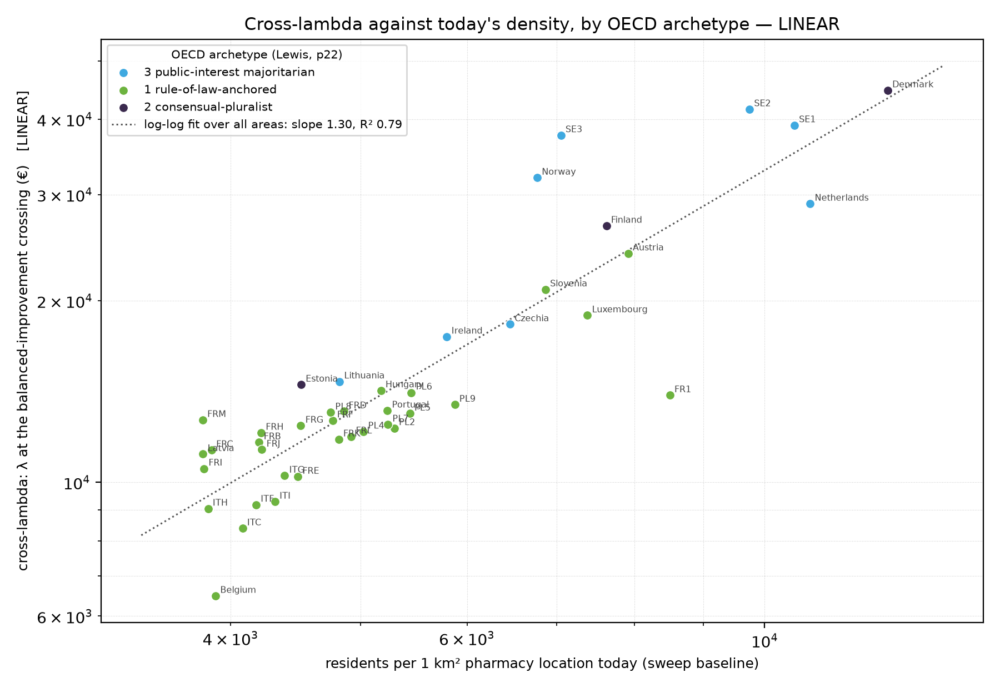 Cross-lambda against today's density, by OECD archetype — LINEAR
OECD archetype (Lewis, p22)
3 public-interest majoritarian
1 rule-of-law-anchored
2 consensual-pluralist
log-log fit over all areas: slope 1.30, R² 0.79
cross-lambda: λ at the balanced-improvement crossing (€) [LINEAR]
4 × 10⁴
3 × 10⁴
2 × 10⁴
10⁴
6 × 10³
Denmark
SE2
SE1
SE3
Norway
Netherlands
Finland
Austria
Slovenia
Luxembourg
Czechia
Ireland
Lithuania
Estonia
Hungary
PL6
FR1
PL9
Portugal
PL5
PL8
FRD
FRF
FRM
FRG
PL7
PL2
PL4
FRL
FRK
FRH
FRB
FRJ
FRC
Latvia
FRI
ITG
FRE
ITF
ITI
ITH
ITC
Belgium
4 × 10³
6 × 10³
10⁴
residents per 1 km² pharmacy location today (sweep baseline)